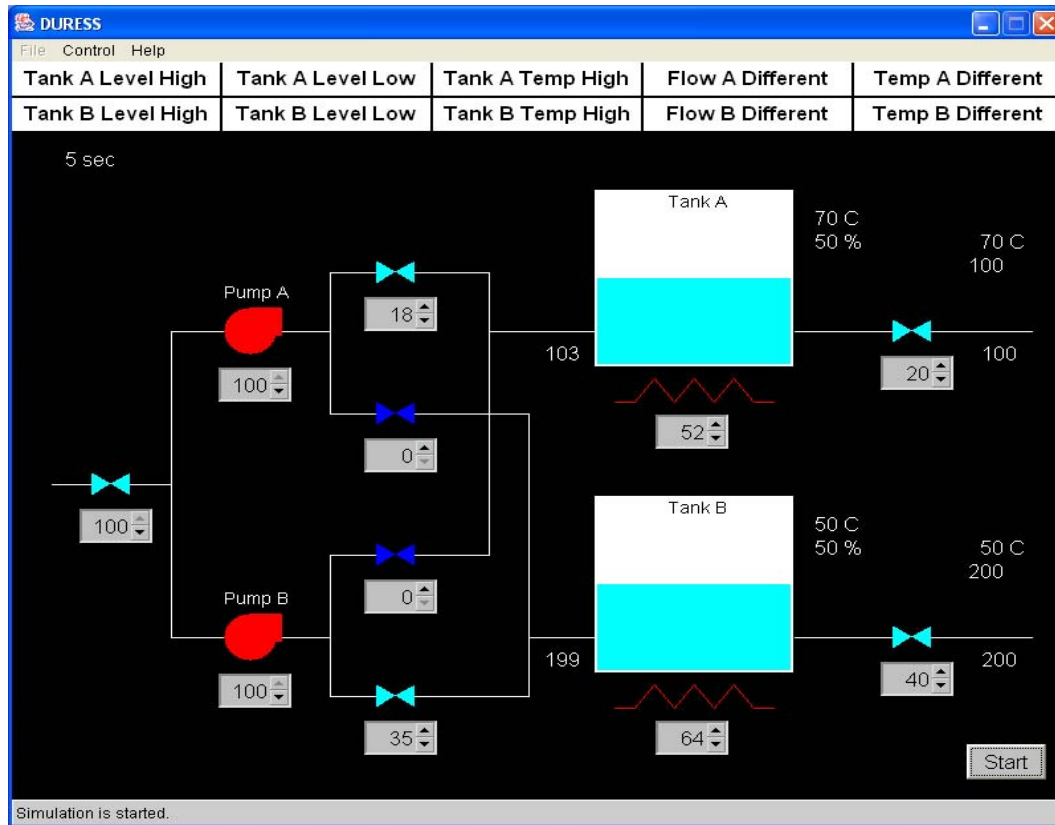 DURESS
File Control Help
Tank A Level High Tank A Level Low Tank A Temp High Flow A Different Temp A Different
Tank B Level High Tank B Level Low Tank B Temp High Flow B Different Temp B Different
5 sec
Tank A
70 C
50 %
70 C
100
Pump A
18
103
100
100
20
52
0
100
Tank B
50 C
50 %
50 C
200
0
Pump B
199
200
100
40
35
64
Start
Simulation is started.